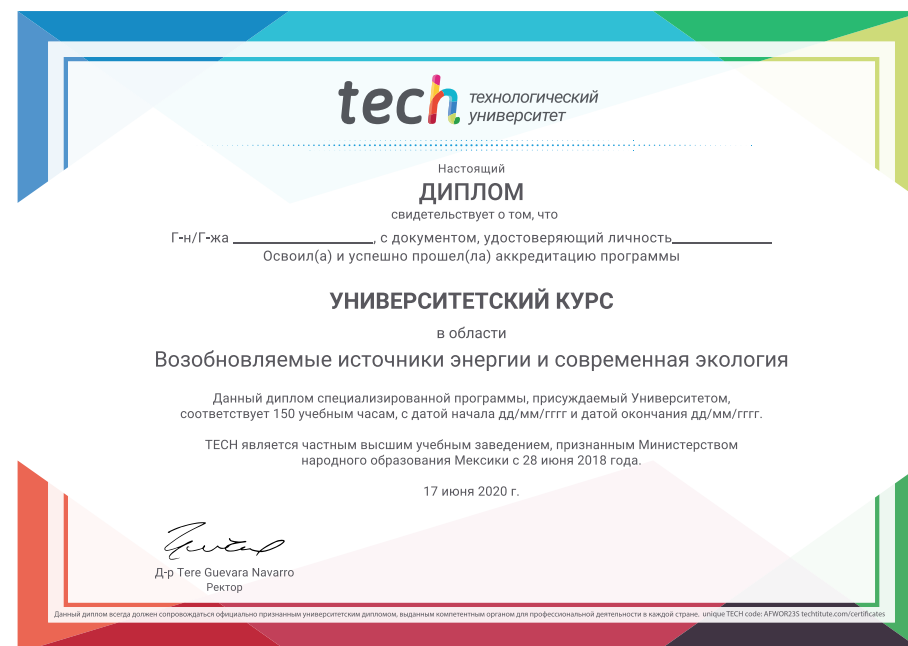 tech технологический
университет
Настоящий
ДИПЛОМ
свидетельствует о том, что
Г-н/Г-жа ____________________, с документом, удостоверяющий личность______________
Освоил(а) и успешно прошел(ла) аккредитацию программы
УНИВЕРСИТЕТСКИЙ КУРС
в области
Возобновляемые источники энергии и современная экология
Данный диплом специализированной программы, присуждаемый Университетом,
соответствует 150 учебным часам, с датой начала дд/мм/гггг и датой окончания дд/мм/гггг.
TECH является частным высшим учебным заведением, признанным Министерством
народного образования Мексики с 28 июня 2018 года.
17 июня 2020 г.
Д-р Tere Guevara Navarro
Ректор
Данный диплом всегда должен сопровождаться официально признанным университетским дипломом, выданным компетентным органом для профессиональной деятельности в каждой стране. unique TECH code: AFWOR23S techtitute.com/certificates